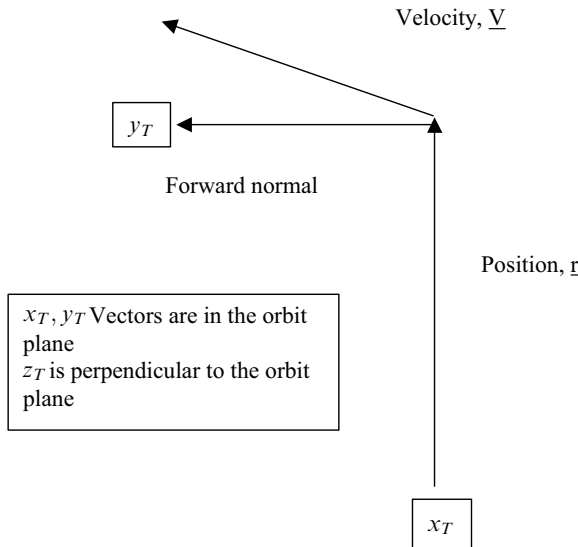 Velocity, V
y_T
Forward normal
Position, r
x_T, y_T Vectors are in the orbit
plane
z_T is perpendicular to the orbit
plane
x_T